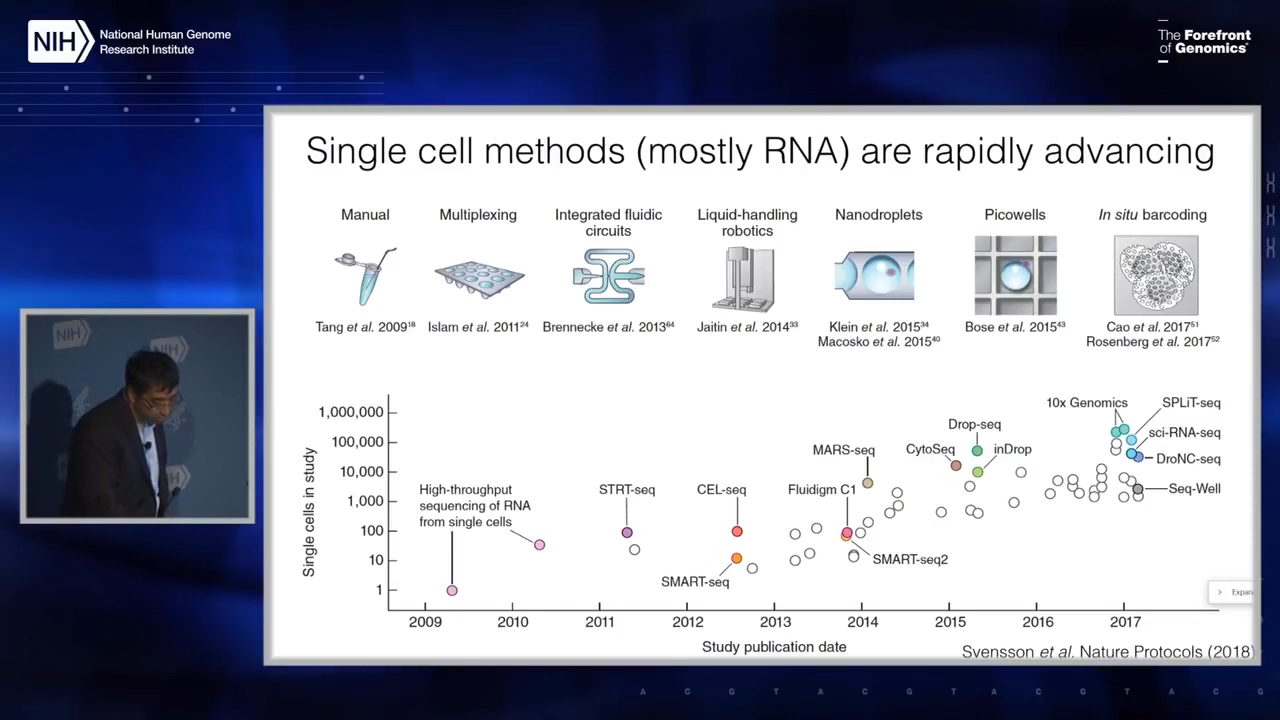 NIH
National Human Genome
Research Institute
The Forefront
of Genomics®
Single cell methods (mostly RNA) are rapidly advancing
Manual
Multiplexing
Integrated fluidic
circuits
Liquid-handling
robotics
Nanodroplets
Picowells
In situ barcoding
Tang et al. 2009¹⁸
Islam et al. 2011²⁴
Brennecke et al. 2013⁶⁴
Jaitin et al. 2014³³
Klein et al. 2015³⁴
Macosko et al. 2015⁴⁰
Bose et al. 2015⁴³
Cao et al. 2017⁵¹
Rosenberg et al. 2017⁵²
Single cells in study
1,000,000
100,000
10,000
1,000
100
10
1
High-throughput
sequencing of RNA
from single cells
STRT-seq
CEL-seq
SMART-seq
MARS-seq
Fluidigm C1
SMART-seq2
CytoSeq
Drop-seq
inDrop
10x Genomics
SPLiT-seq
sci-RNA-seq
DroNC-seq
Seq-Well
2009
2010
2011
2012
2013
2014
2015
2016
2017
Study publication date
Svensson et al. Nature Protocols (2018)
NIH
NIH
A C G T A C G T A C G T A C G